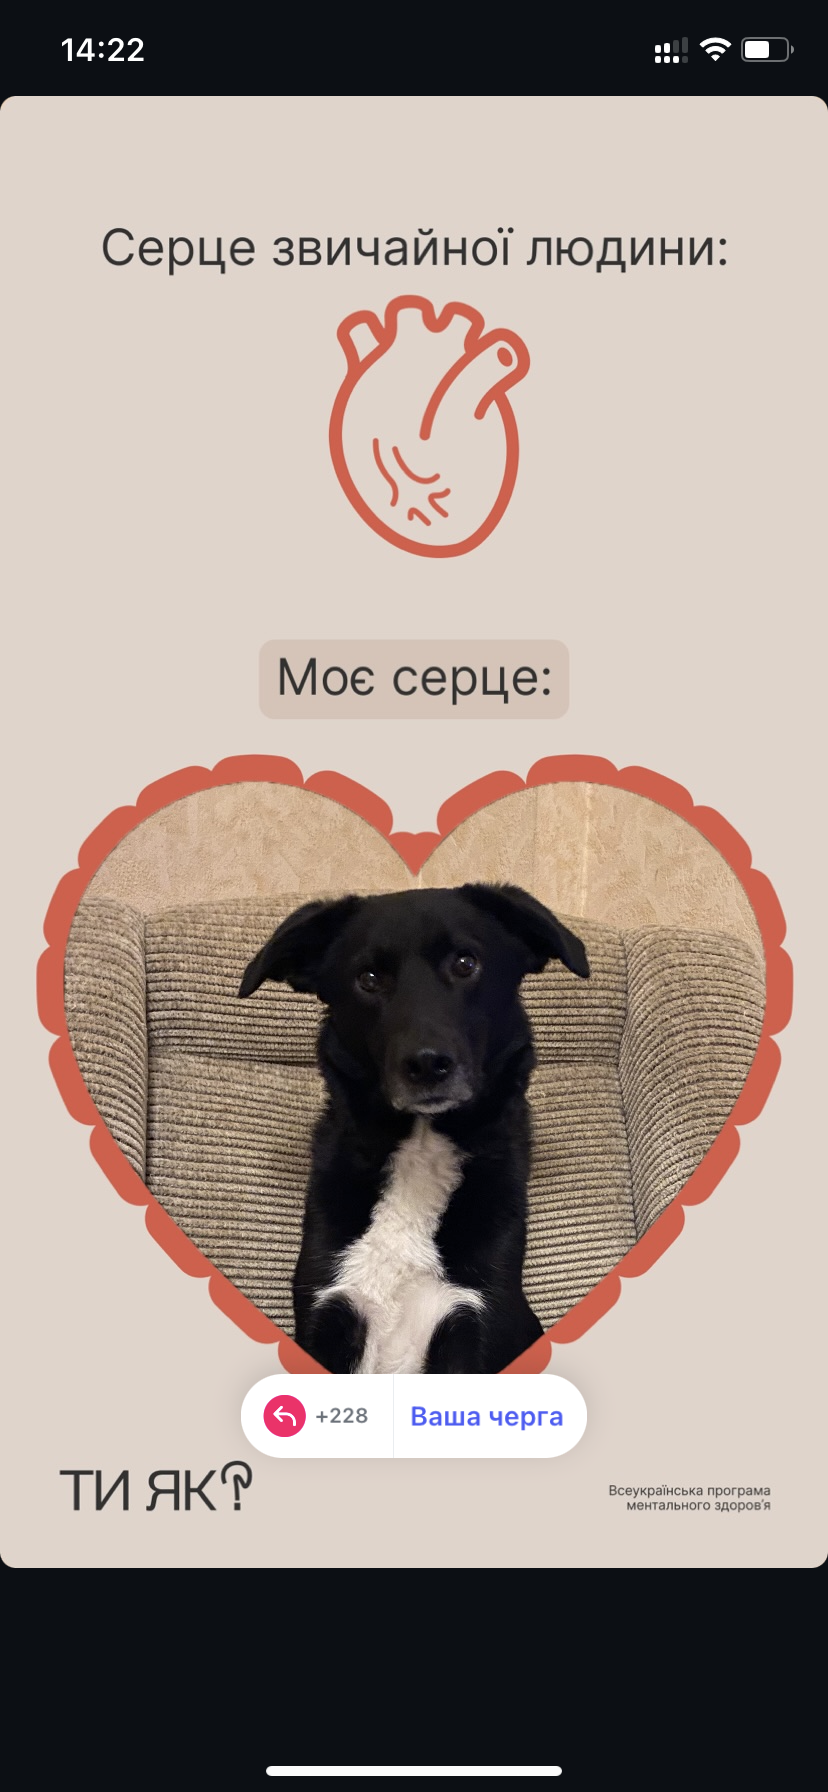 14:22
Серце звичайної людини:
Моє серце:
+228
Ваша черга
ТИ ЯК?
Всеукраїнська програма
ментального здоров'я